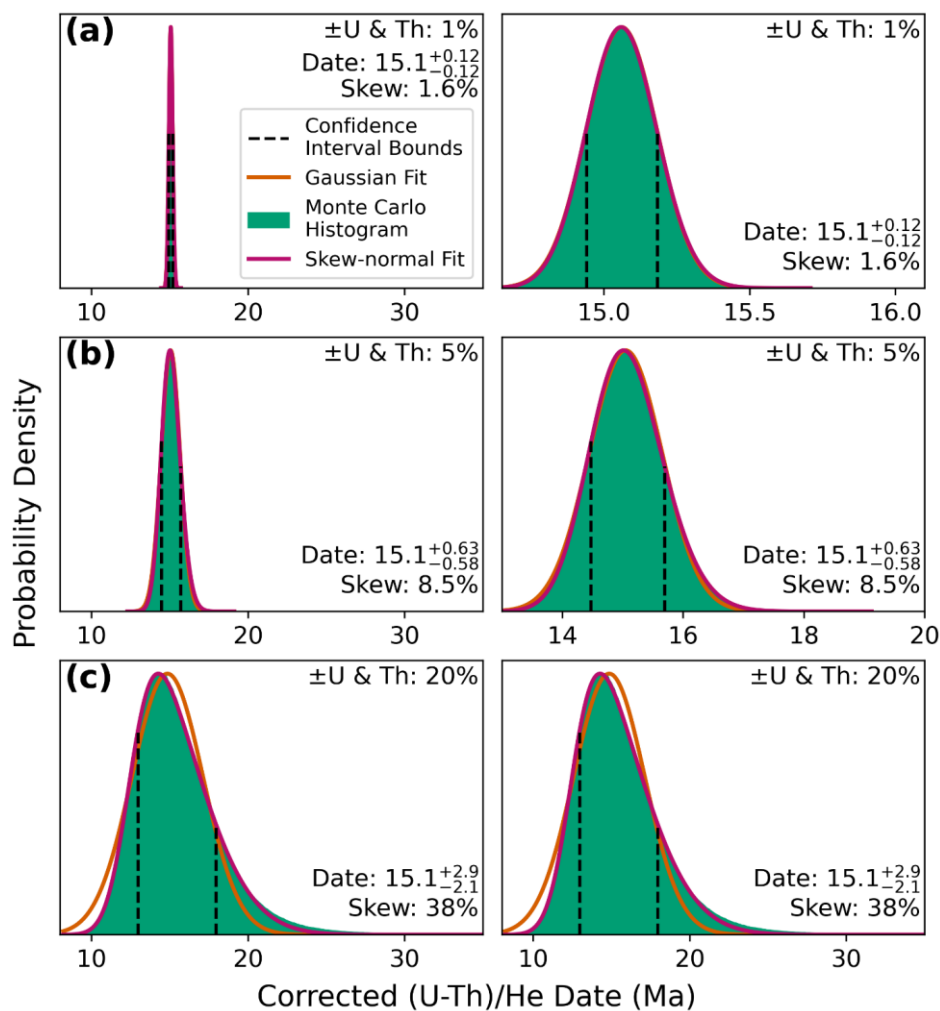 (a)
±U & Th: 1%
Date: 15.1+0.12−0.12
Skew: 1.6%
Confidence
Interval Bounds
Gaussian Fit
Monte Carlo
Histogram
Skew-normal Fit
10 20 30
±U & Th: 1%
Date: 15.1+0.12−0.12
Skew: 1.6%
15.0 15.5 16.0
(b)
±U & Th: 5%
Date: 15.1+0.63−0.58
Skew: 8.5%
10 20 30
±U & Th: 5%
Date: 15.1+0.63−0.58
Skew: 8.5%
14 16 18 20
(c)
±U & Th: 20%
Date: 15.1+2.9−2.1
Skew: 38%
10 20 30
±U & Th: 20%
Date: 15.1+2.9−2.1
Skew: 38%
10 20 30
Probability Density
Corrected (U-Th)/He Date (Ma)